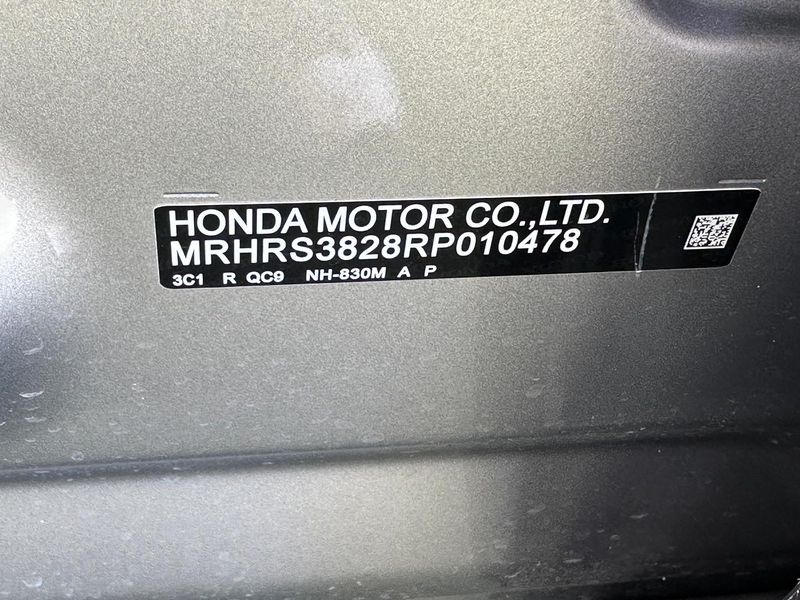 HONDA MOTOR CO.,LTD.
MRHRS3828RP010478
3C1 R QC9 NH-830M A P